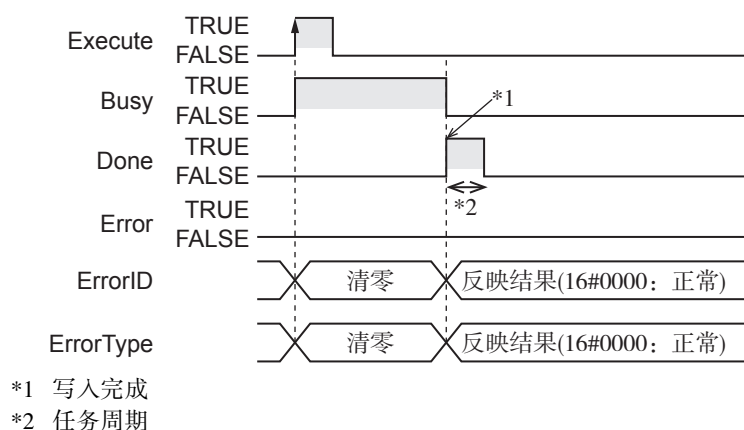 Execute TRUE
FALSE
Busy TRUE
FALSE
*1
Done TRUE
FALSE
*2
Error TRUE
FALSE
ErrorID 清零 反映结果(16#0000：正常)
ErrorType 清零 反映结果(16#0000：正常)
*1 写入完成
*2 任务周期